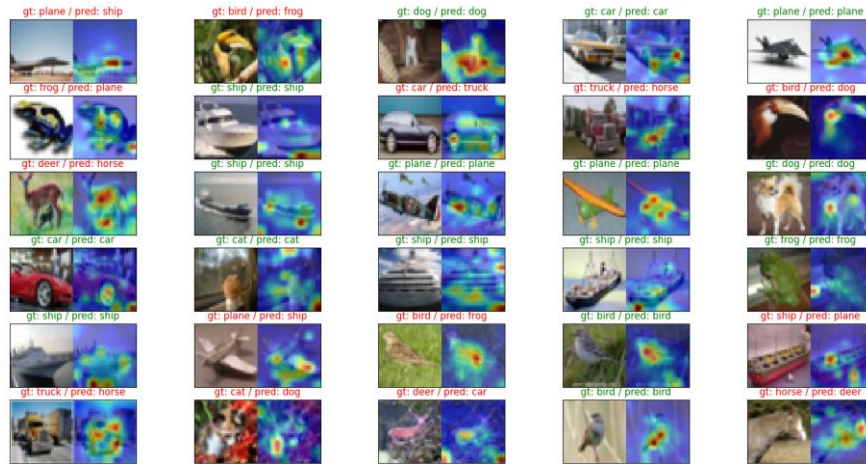 gt: plane / pred: ship
gt: bird / pred: frog
gt: dog / pred: dog
gt: car / pred: car
gt: plane / pred: plane
gt: frog / pred: plane
gt: ship / pred: ship
gt: car / pred: truck
gt: truck / pred: horse
gt: bird / pred: dog
gt: deer / pred: horse
gt: ship / pred: ship
gt: plane / pred: plane
gt: plane / pred: plane
gt: dog / pred: dog
gt: car / pred: car
gt: cat / pred: cat
gt: ship / pred: ship
gt: ship / pred: ship
gt: frog / pred: frog
gt: ship / pred: ship
gt: plane / pred: ship
gt: bird / pred: frog
gt: bird / pred: bird
gt: ship / pred: plane
gt: truck / pred: horse
gt: cat / pred: dog
gt: deer / pred: car
gt: bird / pred: bird
gt: horse / pred: deer